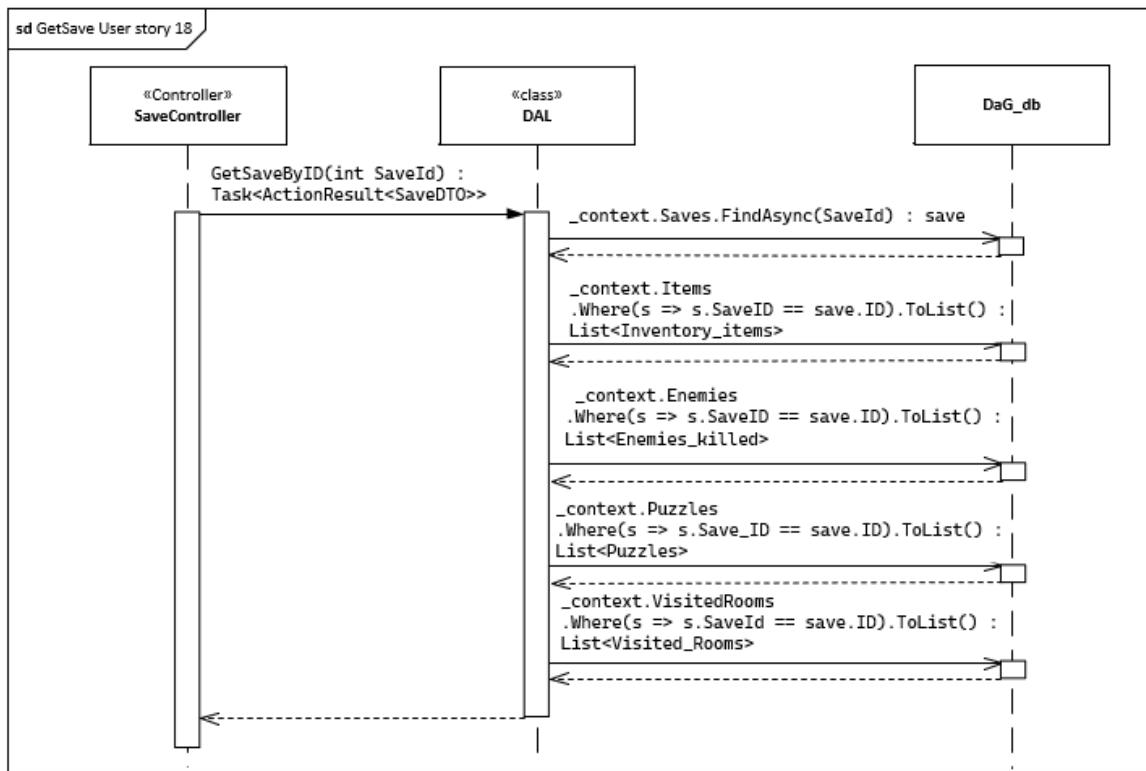 sd GetSave User story 18
«Controller»
SaveController
«class»
DAL
DaG_db
GetSaveByID(int SaveId) :
Task<ActionResult<SaveDTO>>
_context.Saves.FindAsync(SaveId) : save
_context.Items
.Where(s => s.SaveID == save.ID).ToList() :
List<Inventory_items>
_context.Enemies
.Where(s => s.SaveID == save.ID).ToList() :
List<Enemies_killed>
_context.Puzzles
.Where(s => s.Save_ID == save.ID).ToList() :
List<Puzzles>
_context.VisitedRooms
.Where(s => s.SaveId == save.ID).ToList() :
List<Visited_Rooms>